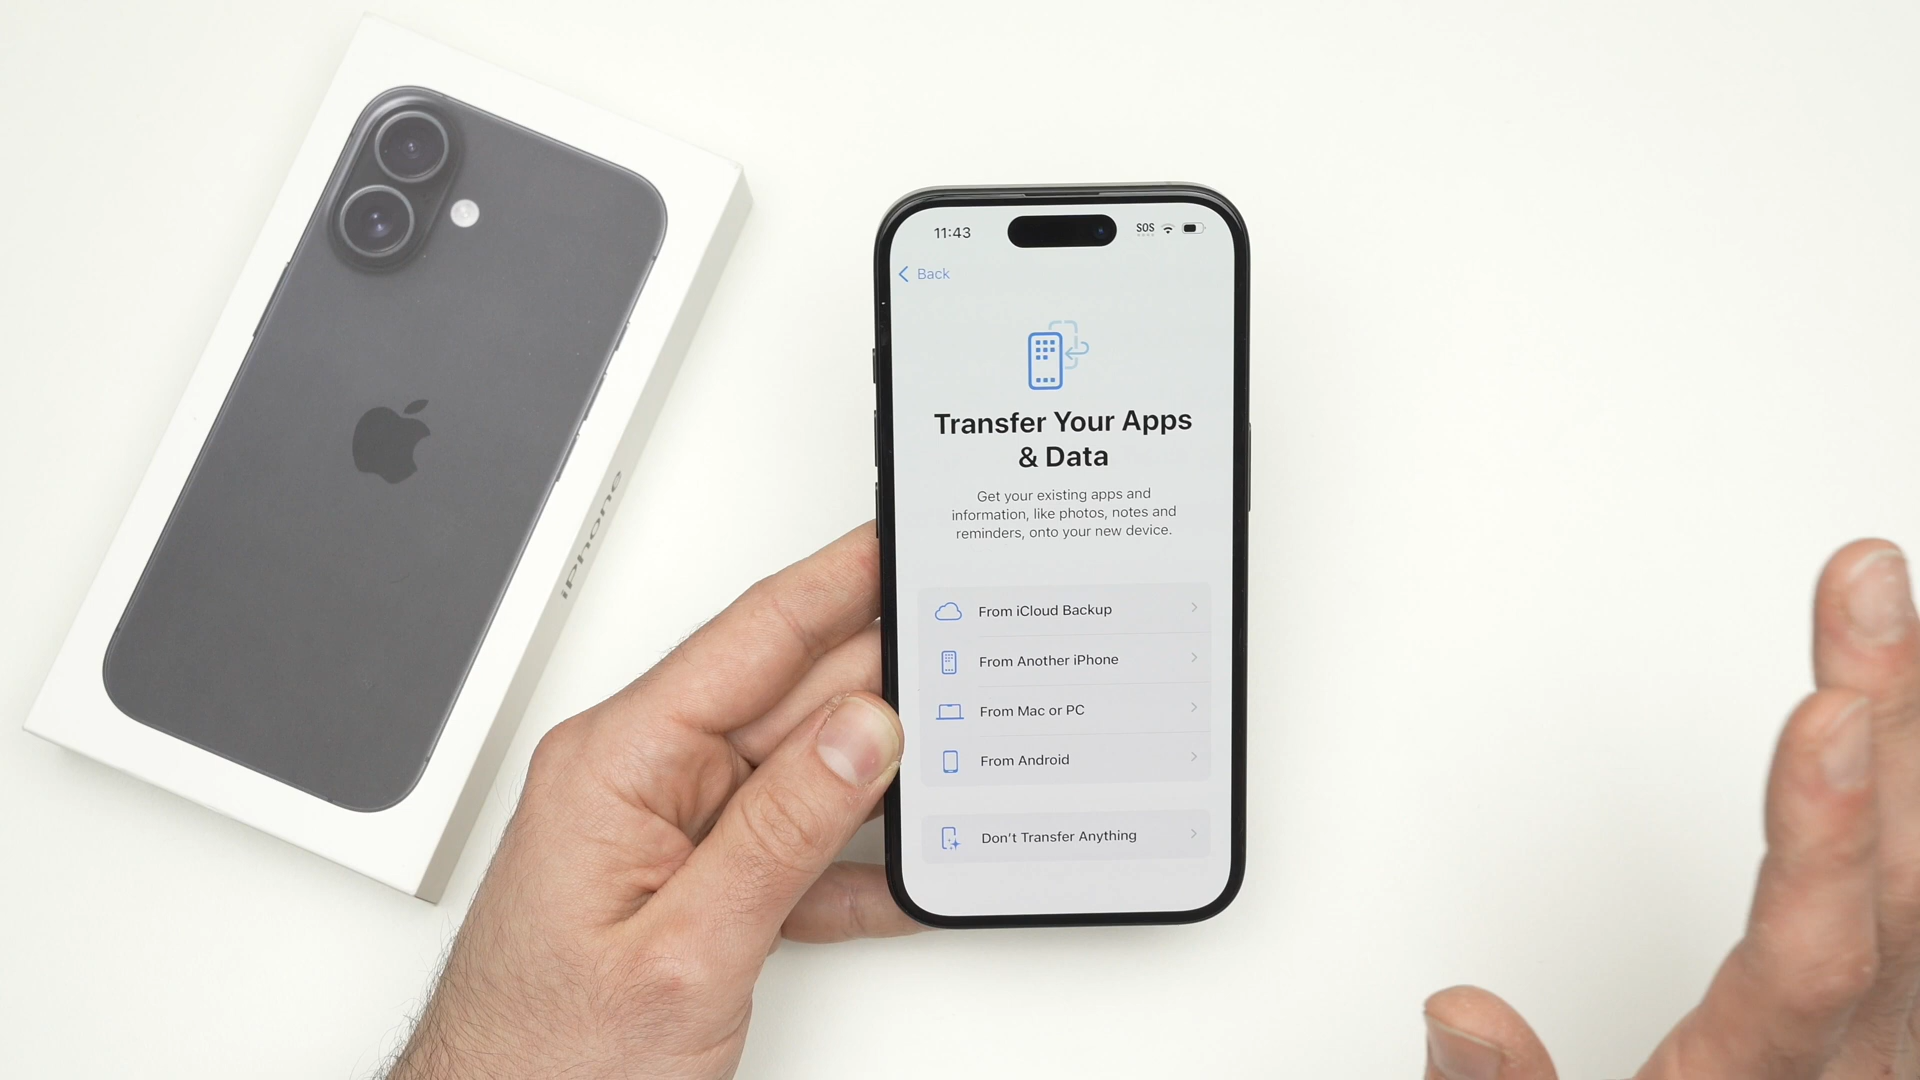 iPhone
11:43
SOS
Back
Transfer Your Apps
& Data
Get your existing apps and
information, like photos, notes and
reminders, onto your new device.
From iCloud Backup
From Another iPhone
From Mac or PC
From Android
Don't Transfer Anything